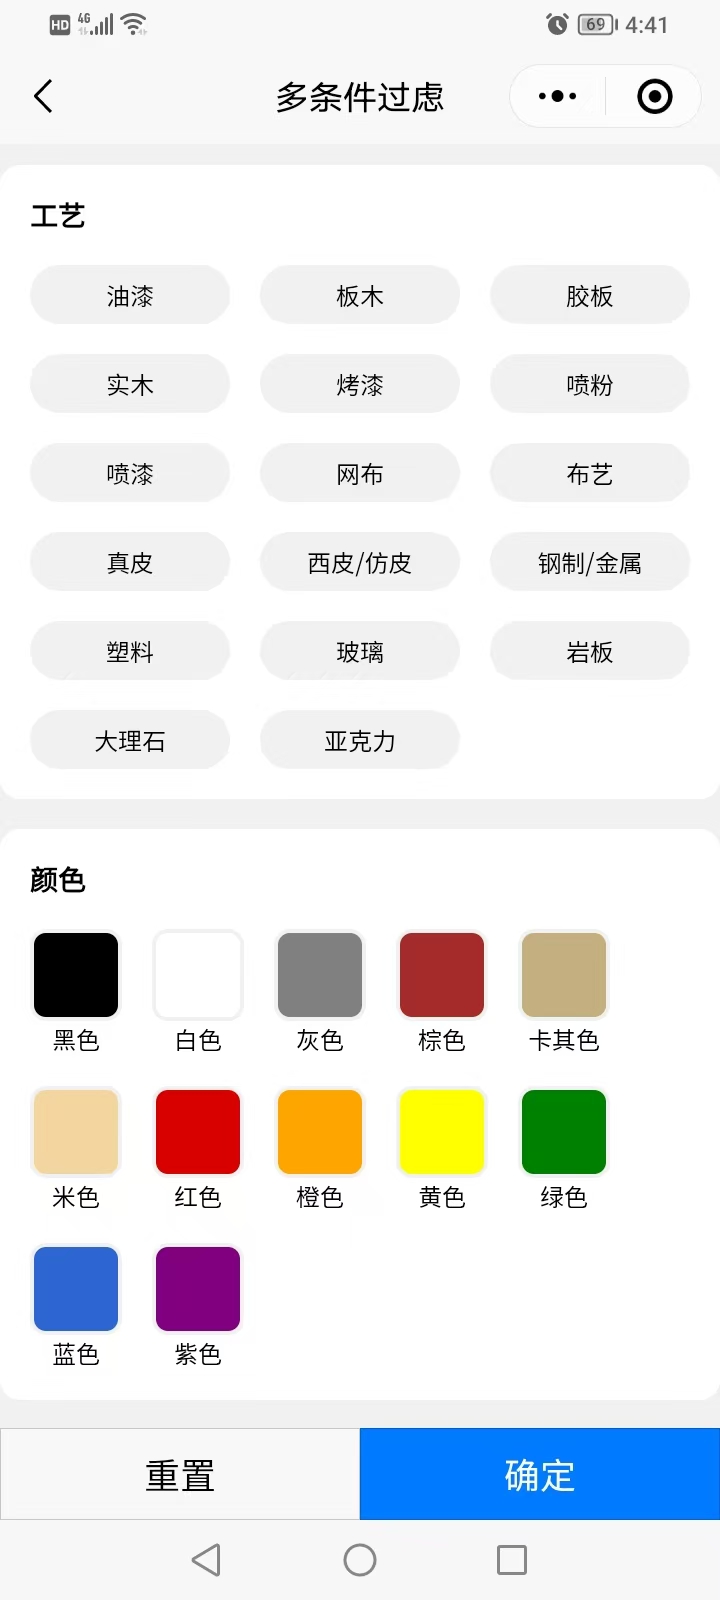 HD 4G 69 4:41
多条件过虑
工艺
油漆 板木 胶板
实木 烤漆 喷粉
喷漆 网布 布艺
真皮 西皮/仿皮 钢制/金属
塑料 玻璃 岩板
大理石 亚克力
颜色
黑色 白色 灰色 棕色 卡其色
米色 红色 橙色 黄色 绿色
蓝色 紫色
重置 确定